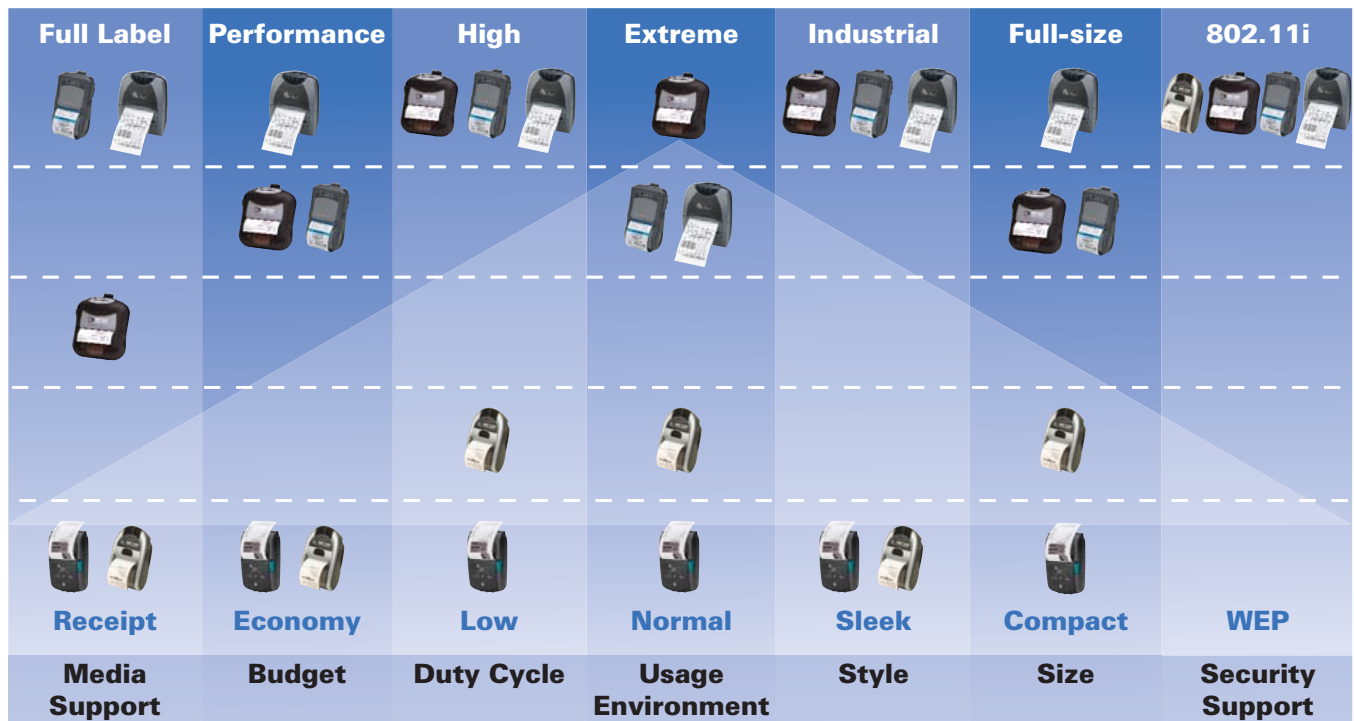 Full Label
Performance
High
Extreme
Industrial
Full-size
802.11i
Receipt
Economy
Low
Normal
Sleek
Compact
WEP
Media
Support
Budget
Duty Cycle
Usage
Environment
Style
Size
Security
Support